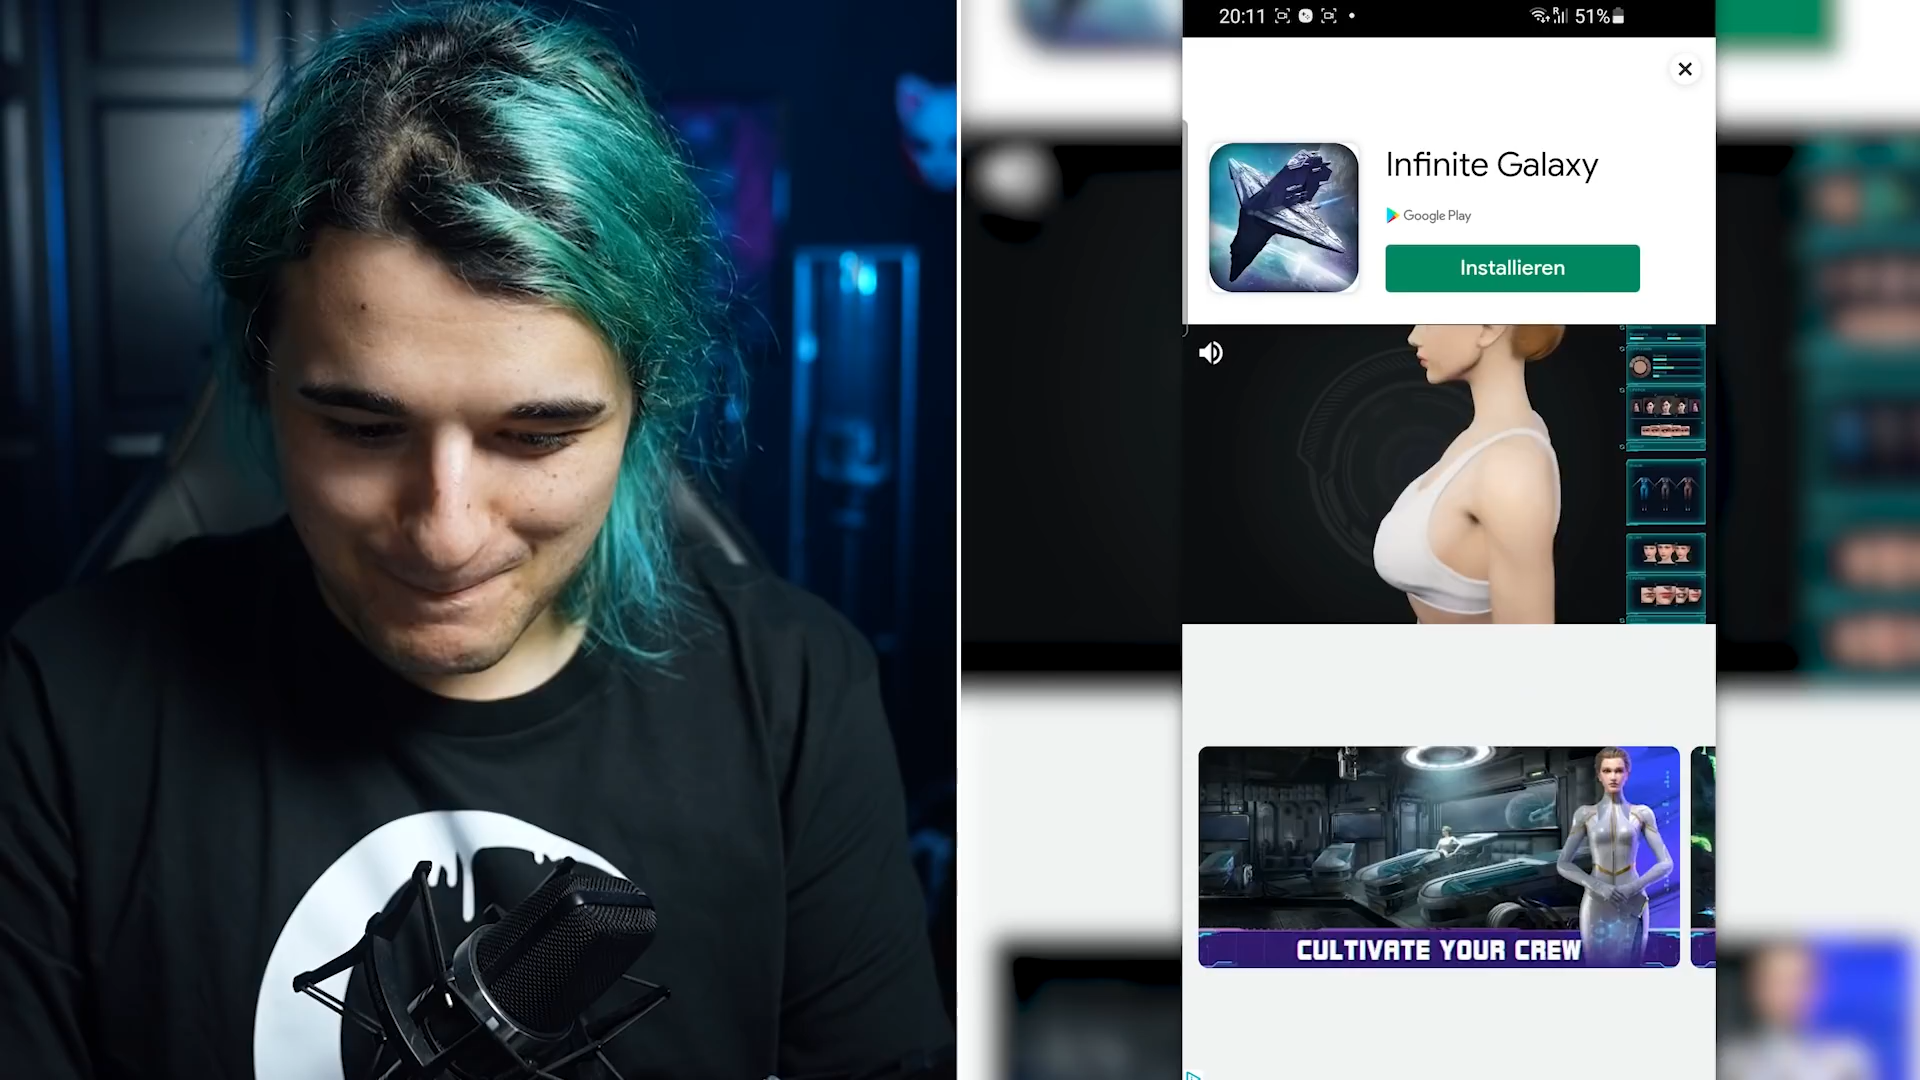 20:11
R
51%
Infinite Galaxy
Google Play
Installieren
CULTIVATE YOUR CREW